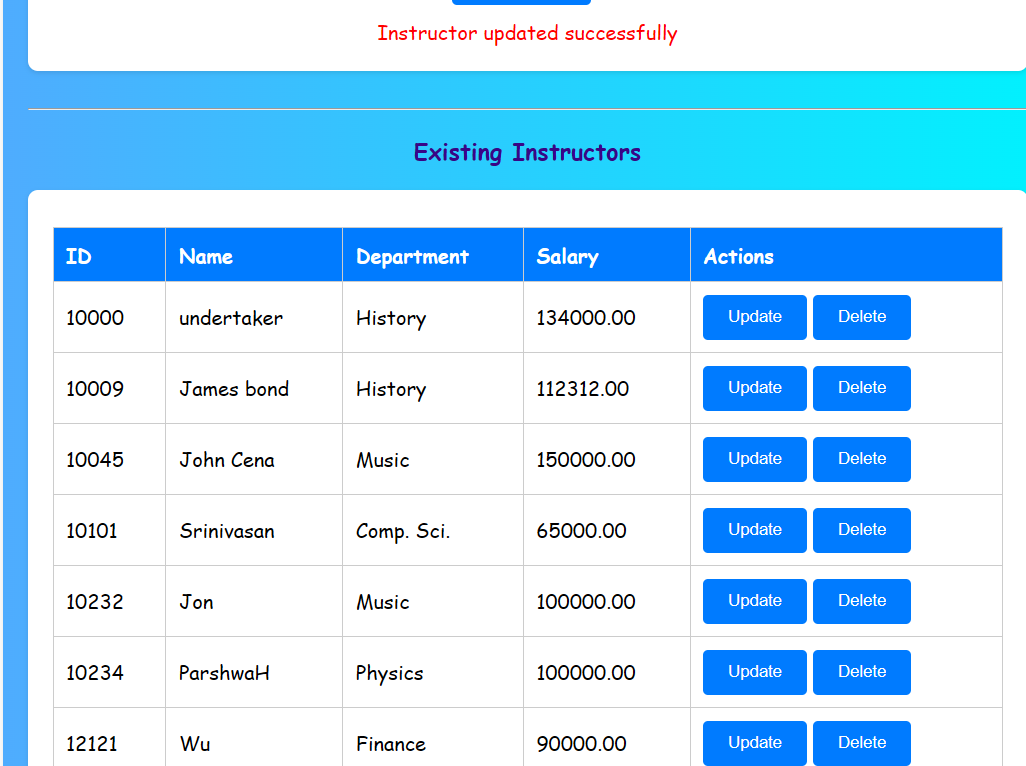 Instructor updated successfully
Existing Instructors
ID Name Department Salary Actions
10000 undertaker History 134000.00 Update Delete
10009 James bond History 112312.00 Update Delete
10045 John Cena Music 150000.00 Update Delete
10101 Srinivasan Comp. Sci. 65000.00 Update Delete
10232 Jon Music 100000.00 Update Delete
10234 ParshwaH Physics 100000.00 Update Delete
12121 Wu Finance 90000.00 Update Delete